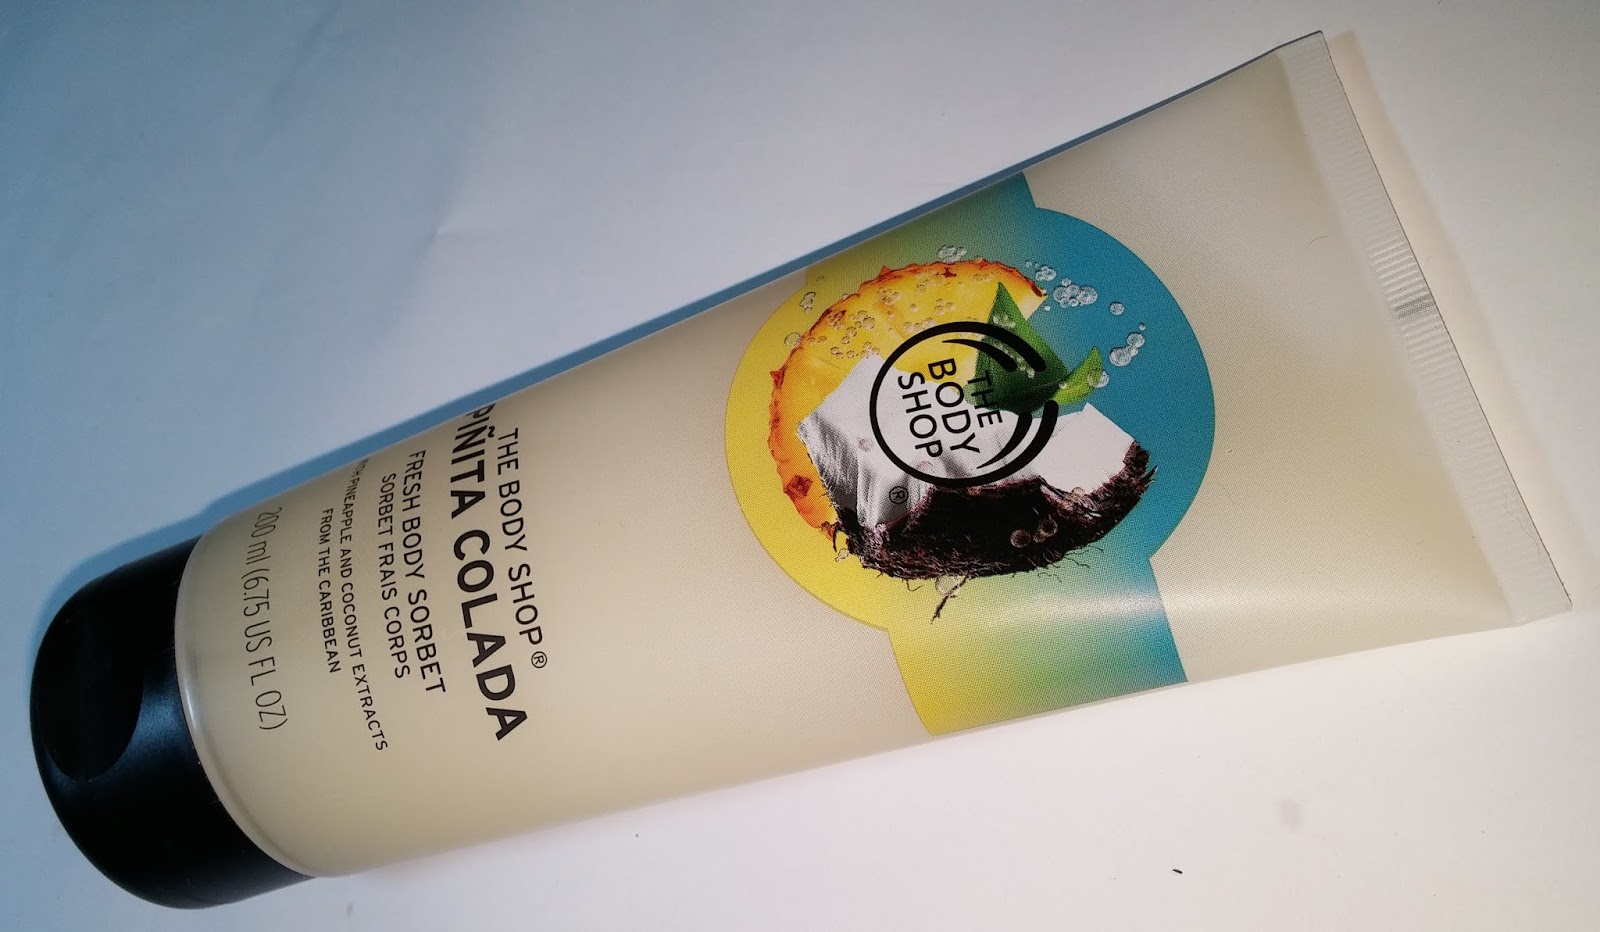 THE
BODY
SHOP
®
THE BODY SHOP®
PIÑITA COLADA
FRESH BODY SORBET
SORBET FRAIS CORPS
WITH PINEAPPLE AND COCONUT EXTRACTS
FROM THE CARIBBEAN
200 ml (6.75 US FL OZ)